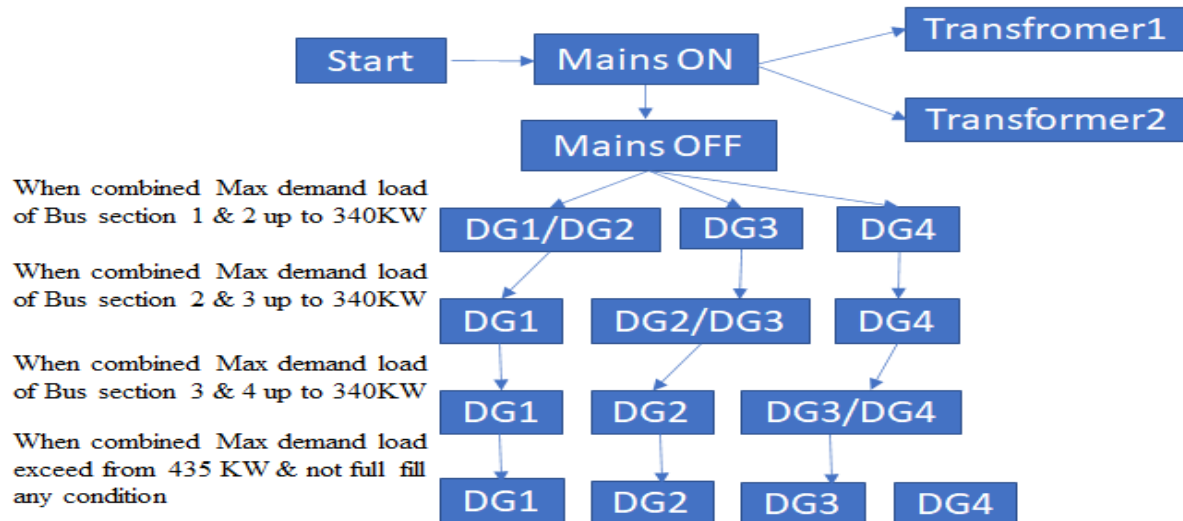 Start
Mains ON
Transfromer1
Transformer2
Mains OFF
When combined Max demand load
of Bus section 1 & 2 up to 340KW
DG1/DG2
DG3
DG4
When combined Max demand load
of Bus section 2 & 3 up to 340KW
DG1
DG2/DG3
DG4
When combined Max demand load
of Bus section 3 & 4 up to 340KW
DG1
DG2
DG3/DG4
When combined Max demand load
exceed from 435 KW & not full fill
any condition
DG1
DG2
DG3
DG4